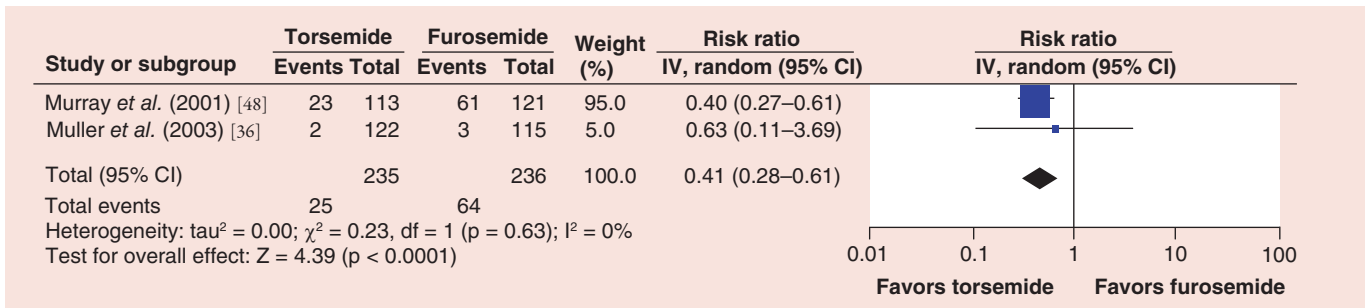 Torsemide Furosemide Weight (%) Risk ratio Risk ratio
Study or subgroup Events Total Events Total IV, random (95% CI) IV, random (95% CI)
Murray et al. (2001) [48] 23 113 61 121 95.0 0.40 (0.27–0.61)
Muller et al. (2003) [36] 2 122 3 115 5.0 0.63 (0.11–3.69)
Total (95% CI) 235 236 100.0 0.41 (0.28–0.61)
Total events 25 64
Heterogeneity: tau² = 0.00; χ² = 0.23, df = 1 (p = 0.63); I² = 0%
Test for overall effect: Z = 4.39 (p < 0.0001)
0.01 0.1 1 10 100
Favors torsemide Favors furosemide